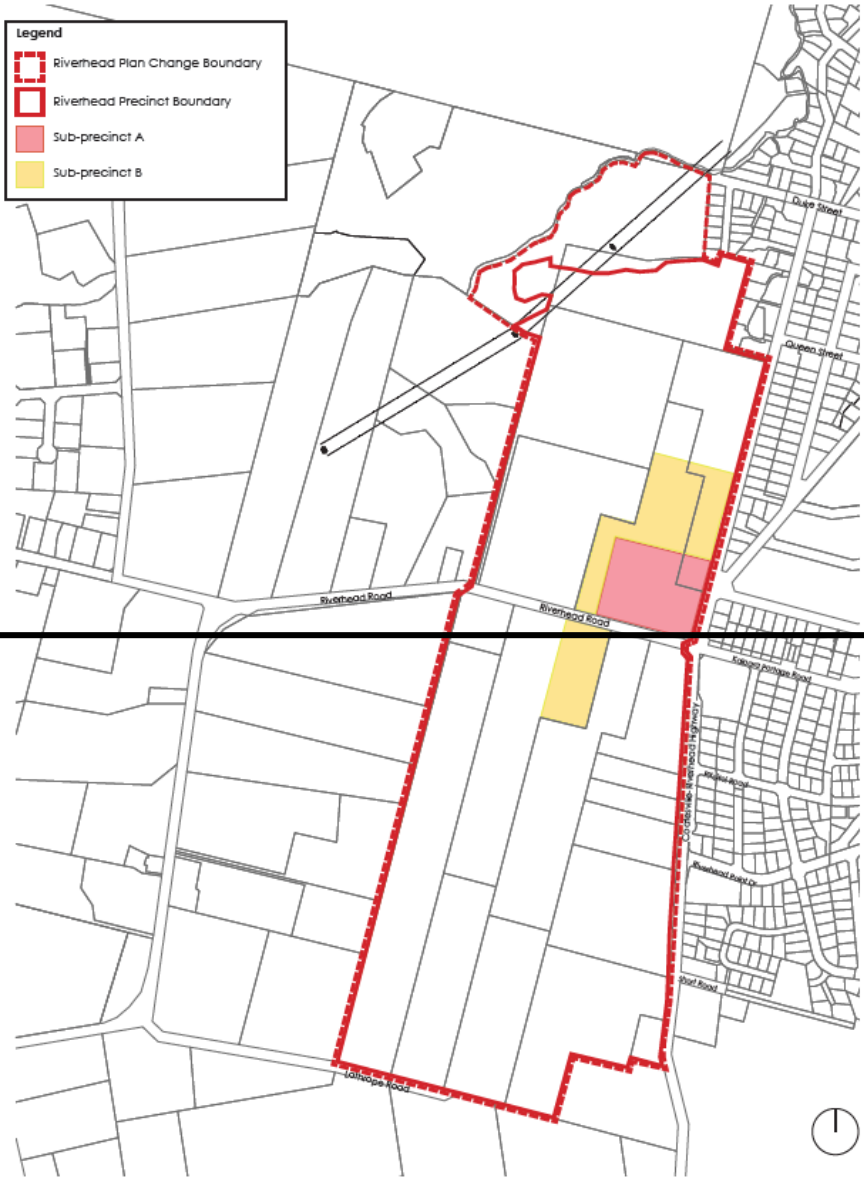 Legend
Riverhead Plan Change Boundary
Riverhead Precinct Boundary
Sub-precinct A
Sub-precinct B
Duke Street
Queen Street
Riverhead Road
Riverhead Road
Kaipara Portage Road
Coatesville-Riverhead Highway
Riverhead Point Dr
Short Road
Lathrope Road